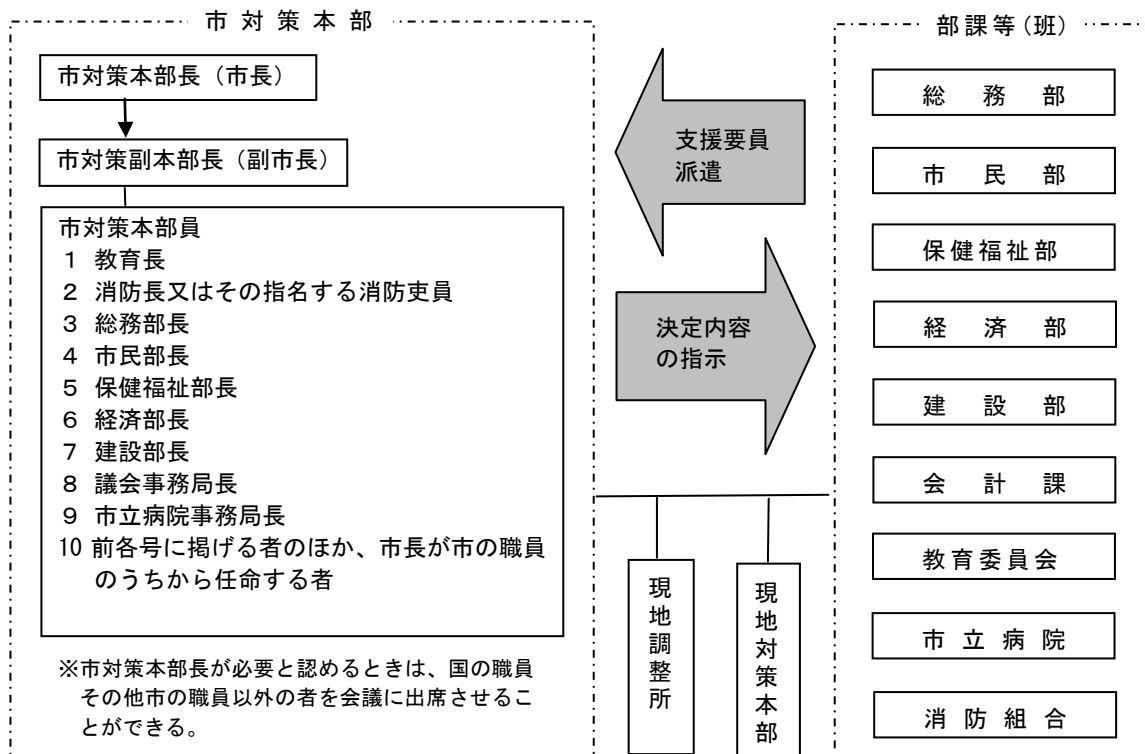 市対策本部
市対策本部長（市長）
市対策副本部長（副市長）
市対策本部員
１ 教育長
２ 消防長又はその指名する消防吏員
３ 総務部長
４ 市民部長
５ 保健福祉部長
６ 経済部長
７ 建設部長
８ 議会事務局長
９ 市立病院事務局長
10 前各号に掲げる者のほか、市長が市の職員
のうちから任命する者
※市対策本部長が必要と認めるときは、国の職員
その他市の職員以外の者を会議に出席させるこ
とができる。
支援要員
派遣
決定内容
の指示
現地調整所
現地対策本部
部課等（班）
総務部
市民部
保健福祉部
経済部
建設部
会計課
教育委員会
市立病院
消防組合